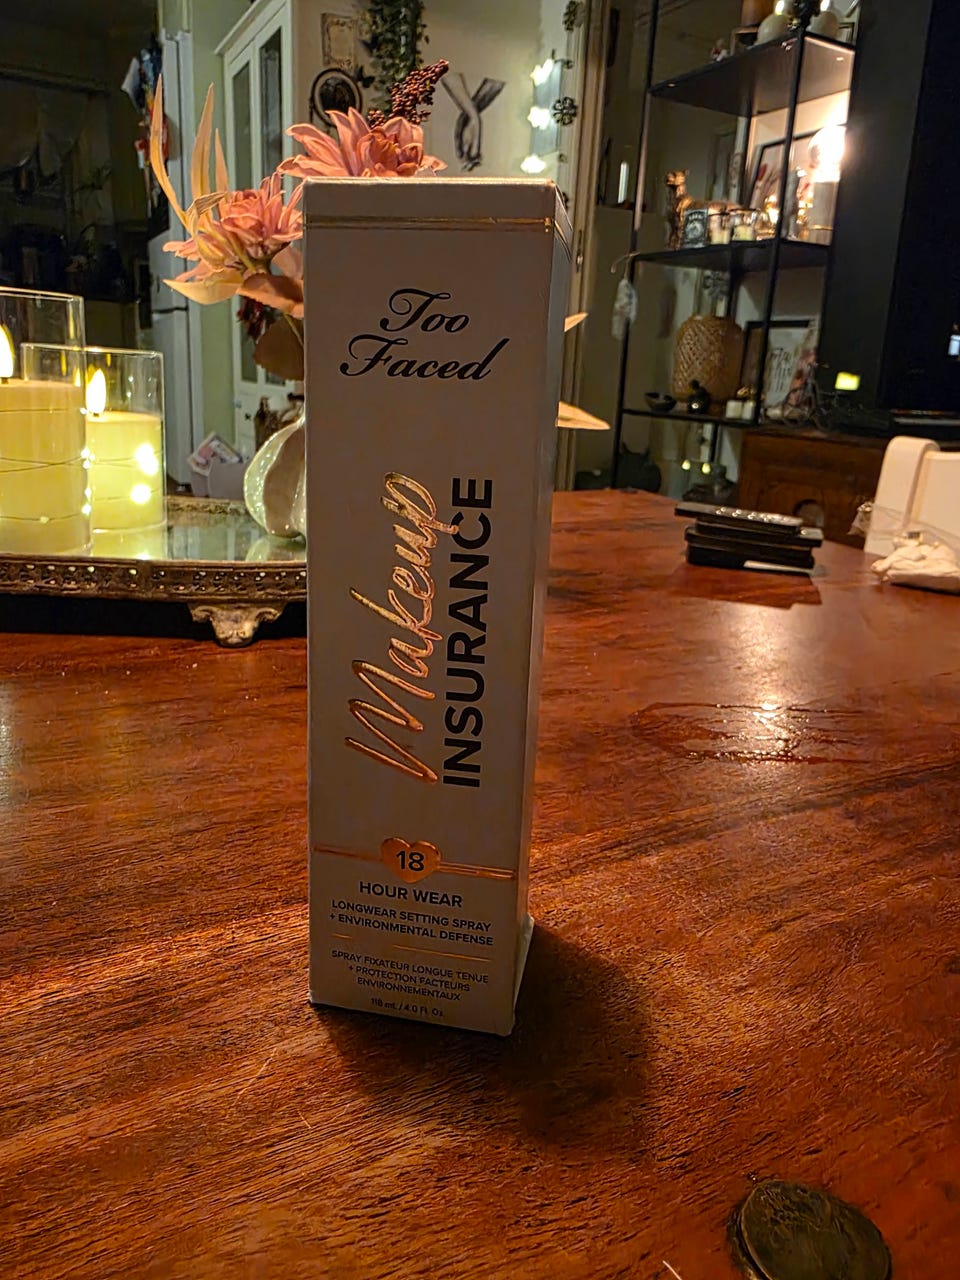 Too
Faced
Makeup
INSURANCE
18
HOUR WEAR
LONGWEAR SETTING SPRAY
+ ENVIRONMENTAL DEFENSE
SPRAY FIXATEUR LONGUE TENUE
+ PROTECTION FACTEURS
ENVIRONNEMENTAUX
118 ml / 4.0 Fl. Oz.